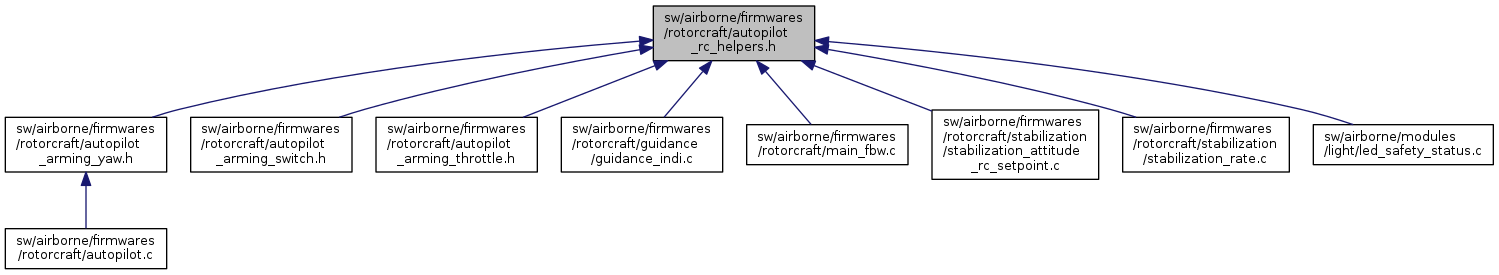 sw/airborne/firmwares
/rotorcraft/autopilot
_rc_helpers.h
sw/airborne/firmwares
/rotorcraft/autopilot
_arming_yaw.h
sw/airborne/firmwares
/rotorcraft/autopilot
_arming_switch.h
sw/airborne/firmwares
/rotorcraft/autopilot
_arming_throttle.h
sw/airborne/firmwares
/rotorcraft/guidance
/guidance_indi.c
sw/airborne/firmwares
/rotorcraft/main_fbw.c
sw/airborne/firmwares
/rotorcraft/stabilization
/stabilization_attitude
_rc_setpoint.c
sw/airborne/firmwares
/rotorcraft/stabilization
/stabilization_rate.c
sw/airborne/modules
/light/led_safety_status.c
sw/airborne/firmwares
/rotorcraft/autopilot.c